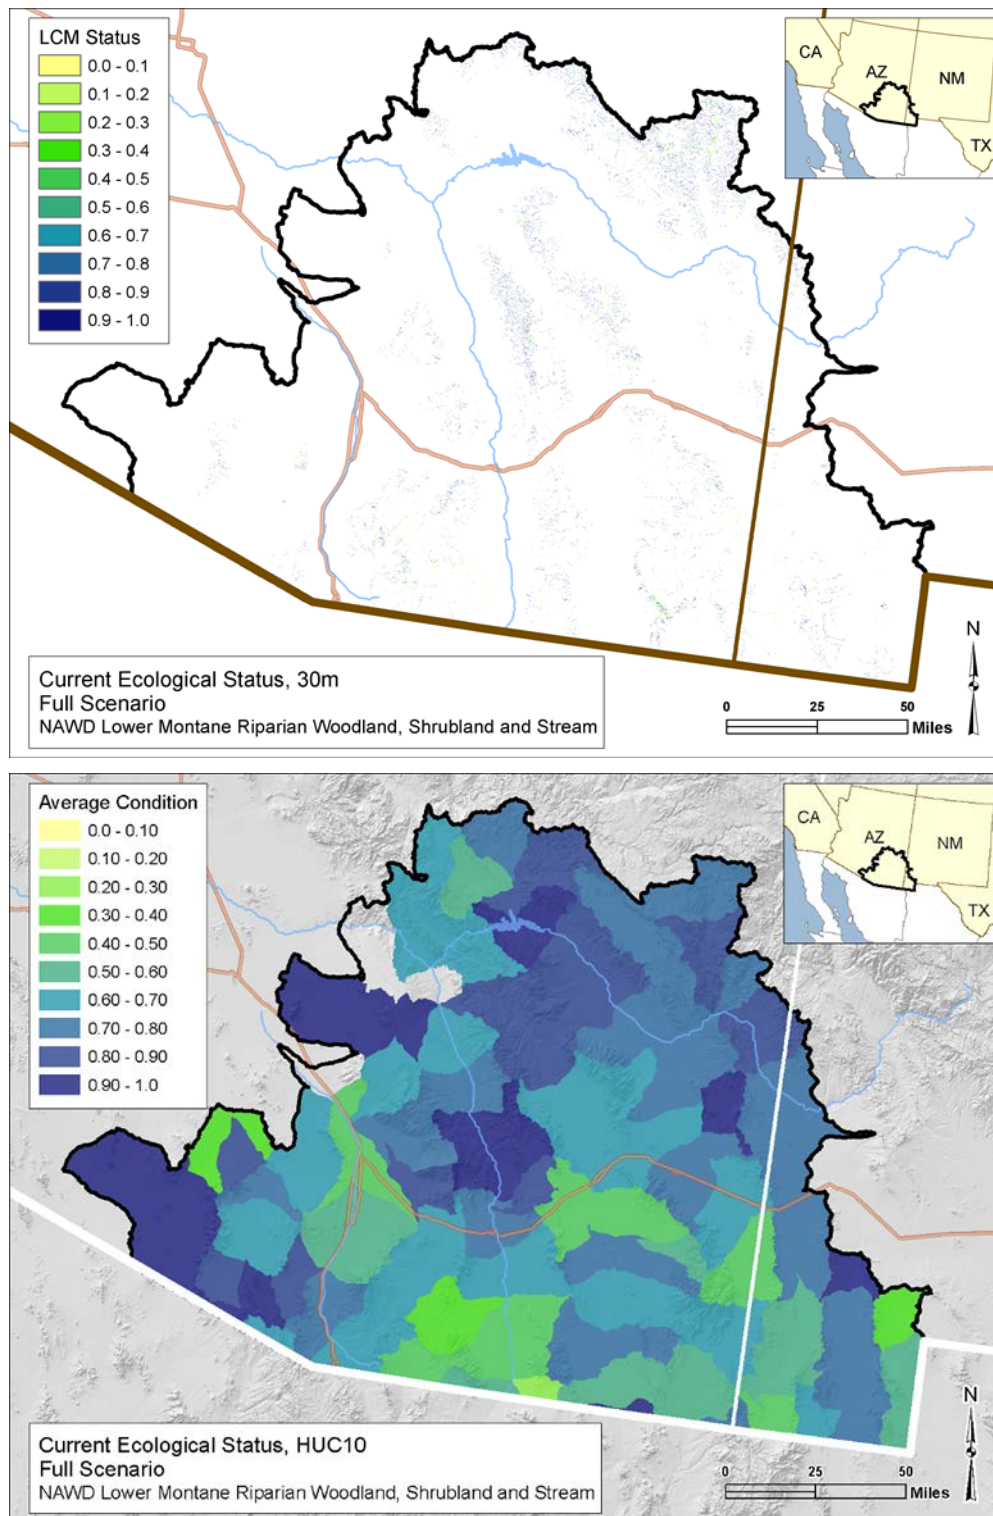 LCM Status
0.0 - 0.1
0.1 - 0.2
0.2 - 0.3
0.3 - 0.4
0.4 - 0.5
0.5 - 0.6
0.6 - 0.7
0.7 - 0.8
0.8 - 0.9
0.9 - 1.0
CA
AZ
NM
TX
N
Current Ecological Status, 30m
Full Scenario
NAWD Lower Montane Riparian Woodland, Shrubland and Stream
0 25 50
Miles
Average Condition
0.0 - 0.10
0.10 - 0.20
0.20 - 0.30
0.30 - 0.40
0.40 - 0.50
0.50 - 0.60
0.60 - 0.70
0.70 - 0.80
0.80 - 0.90
0.90 - 1.0
CA
AZ
NM
TX
N
Current Ecological Status, HUC10
Full Scenario
NAWD Lower Montane Riparian Woodland, Shrubland and Stream
0 25 50
Miles